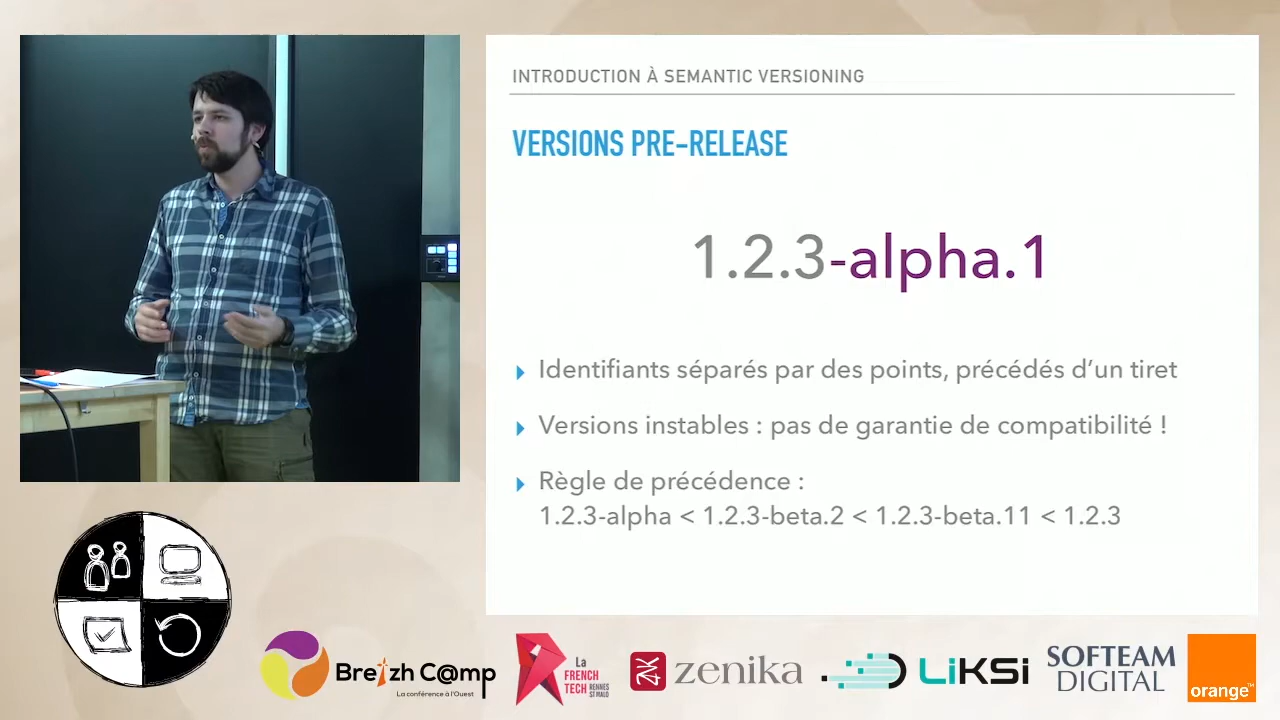 INTRODUCTION À SEMANTIC VERSIONING
VERSIONS PRE-RELEASE
1.2.3-alpha.1
Identifiants séparés par des points, précédés d’un tiret
Versions instables : pas de garantie de compatibilité !
Règle de précédence :
1.2.3-alpha < 1.2.3-beta.2 < 1.2.3-beta.11 < 1.2.3
Breizh C@mp
La conférence à l'Ouest
La
FRENCH
TECH
RENNES
ST MALO
zenika
LiKSi
SOFTEAM
DIGITAL
orange™